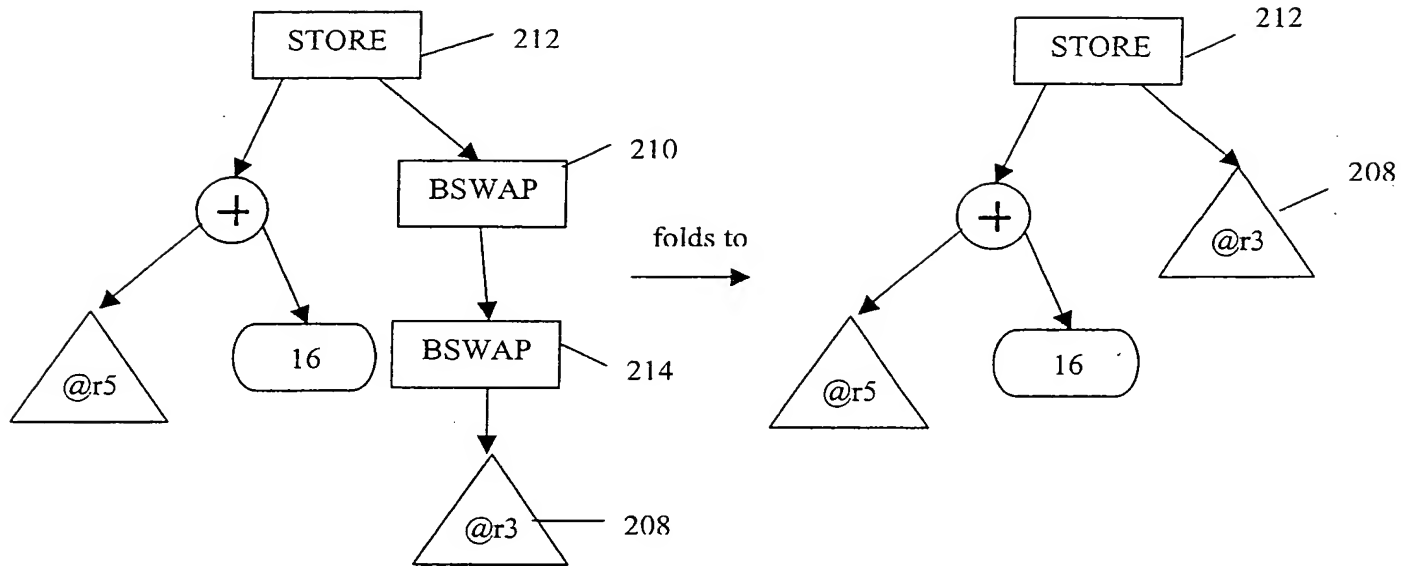 STORE
212
210
BSWAP
+
BSWAP
214
16
@r5
@r3
208
folds to
STORE
212
208
@r3
+
16
@r5